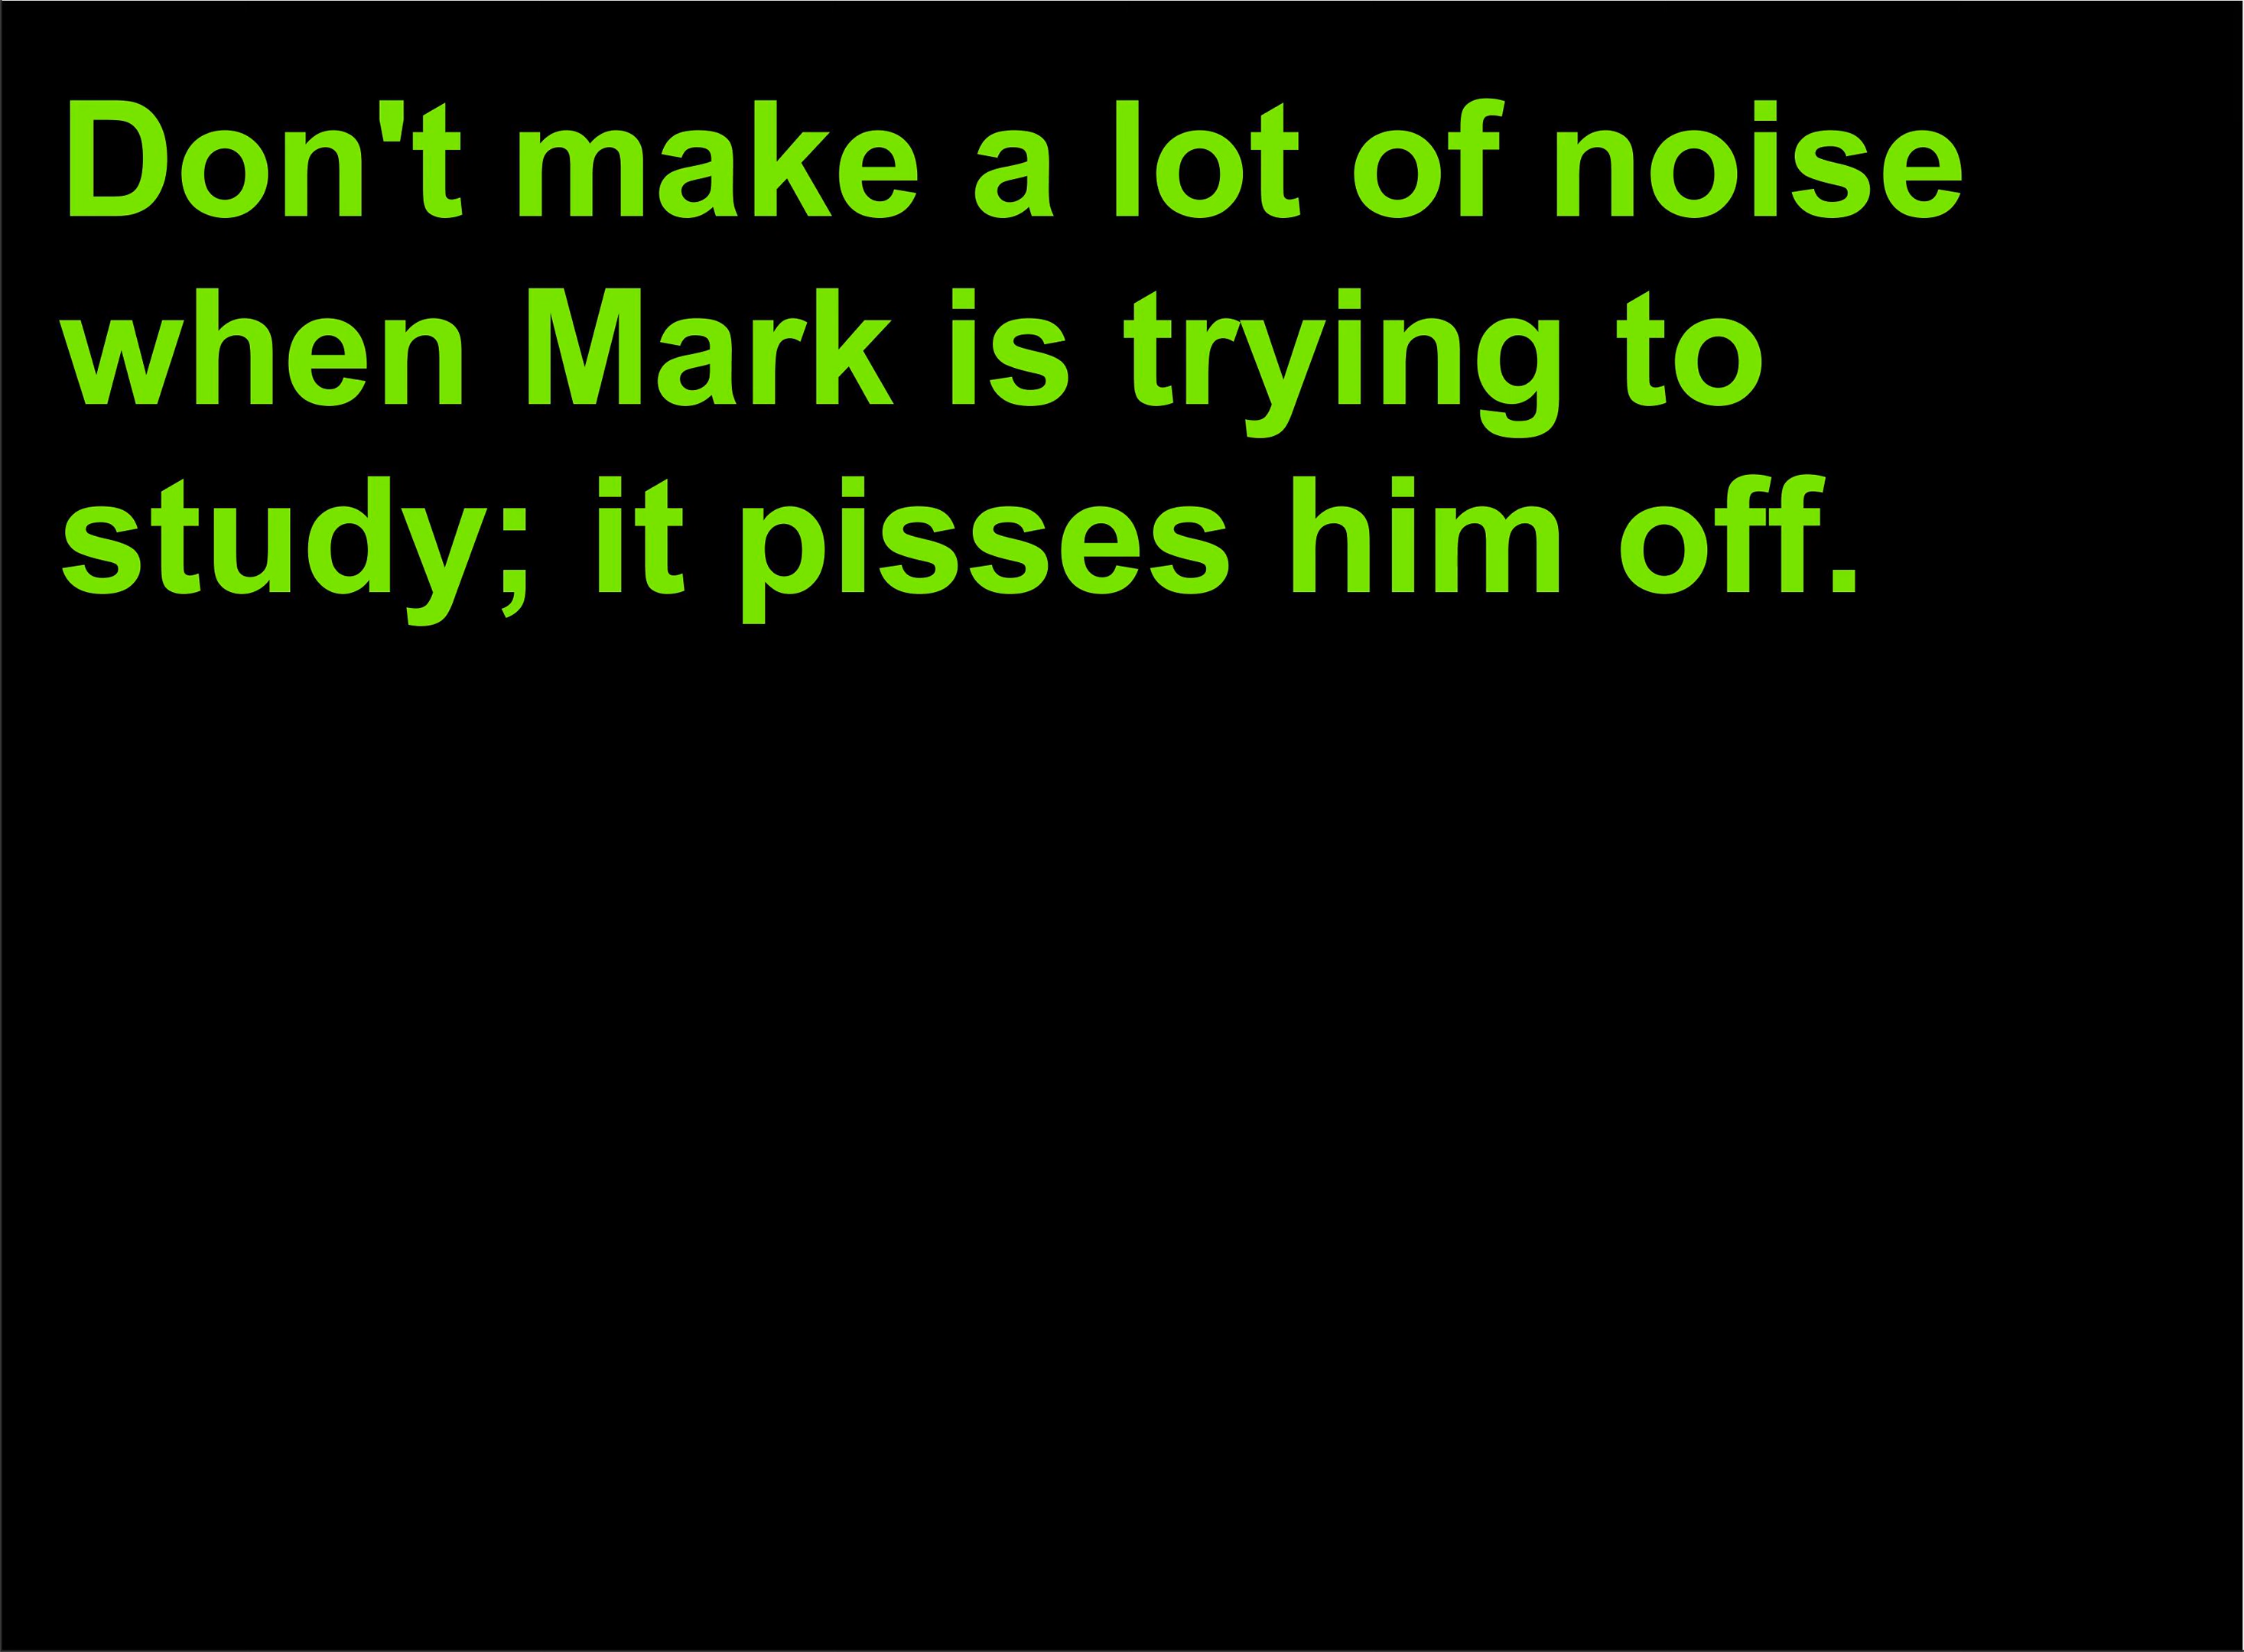 Don't make a lot of noise
when Mark is trying to
study; it pisses him off.